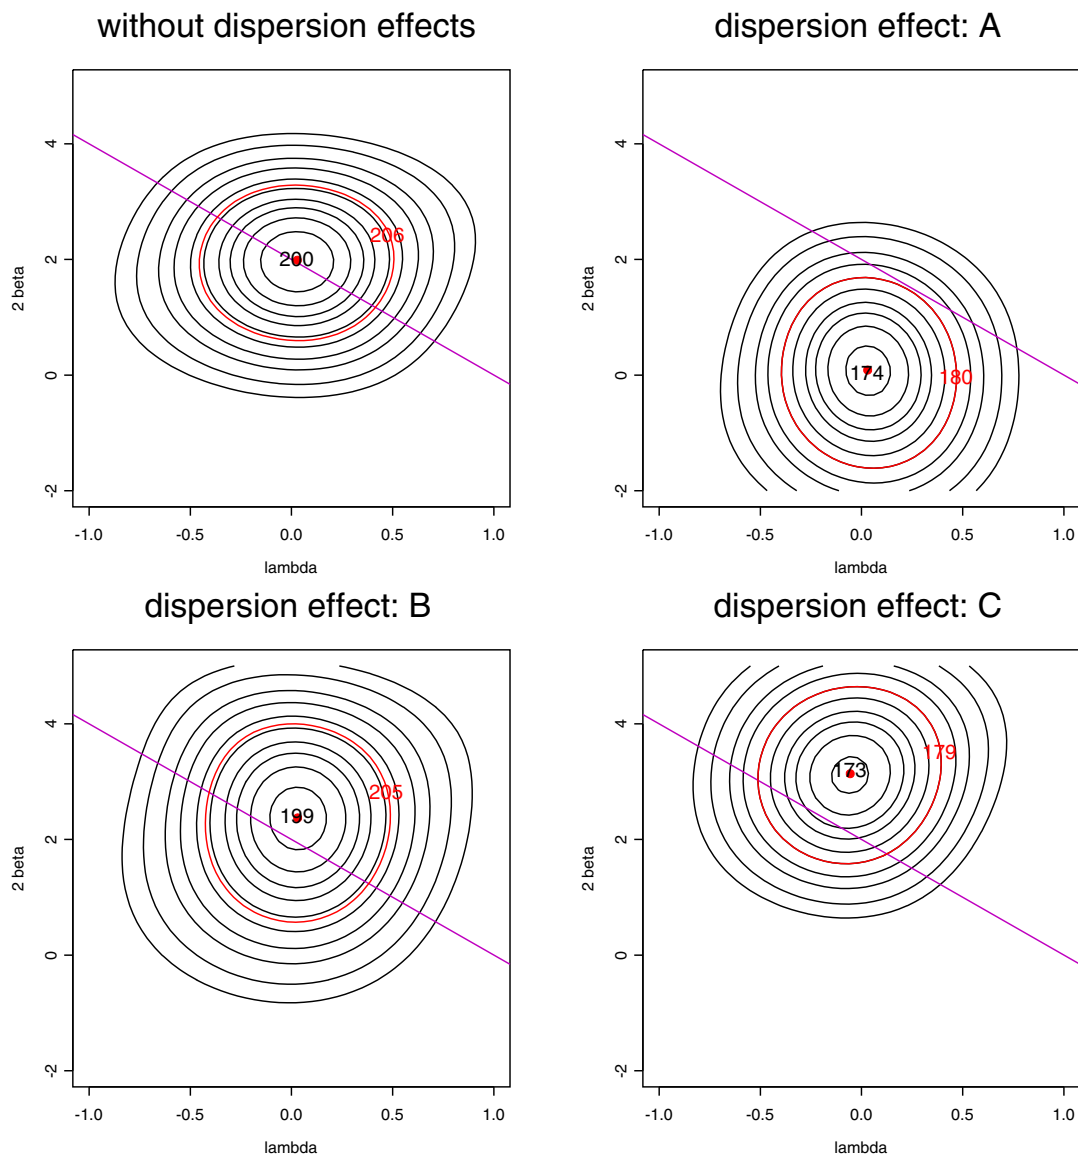 without dispersion effects
4
2
0
-2
2 beta
200
206
-1.0 -0.5 0.0 0.5 1.0
lambda
dispersion effect: A
4
2
0
-2
2 beta
174
180
-1.0 -0.5 0.0 0.5 1.0
lambda
dispersion effect: B
4
2
0
-2
2 beta
199
205
-1.0 -0.5 0.0 0.5 1.0
lambda
dispersion effect: C
4
2
0
-2
2 beta
173
179
-1.0 -0.5 0.0 0.5 1.0
lambda